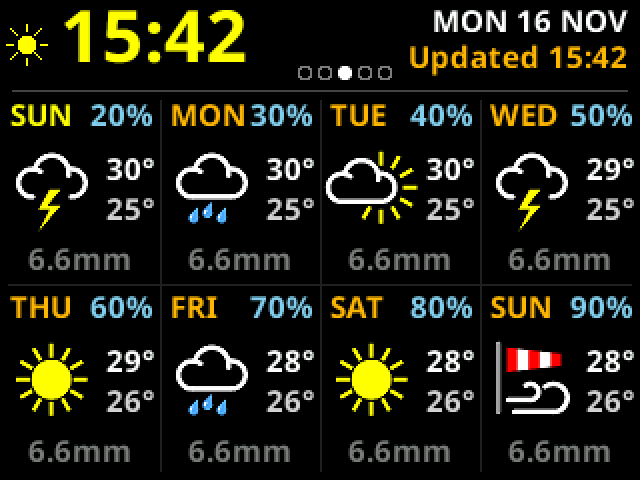 15:42
MON 16 NOV
Updated 15:42
SUN 20%
30°
25°
6.6mm
MON 30%
30°
25°
6.6mm
TUE 40%
30°
25°
6.6mm
WED 50%
29°
25°
6.6mm
THU 60%
29°
26°
6.6mm
FRI 70%
28°
26°
6.6mm
SAT 80%
28°
26°
6.6mm
SUN 90%
28°
26°
6.6mm